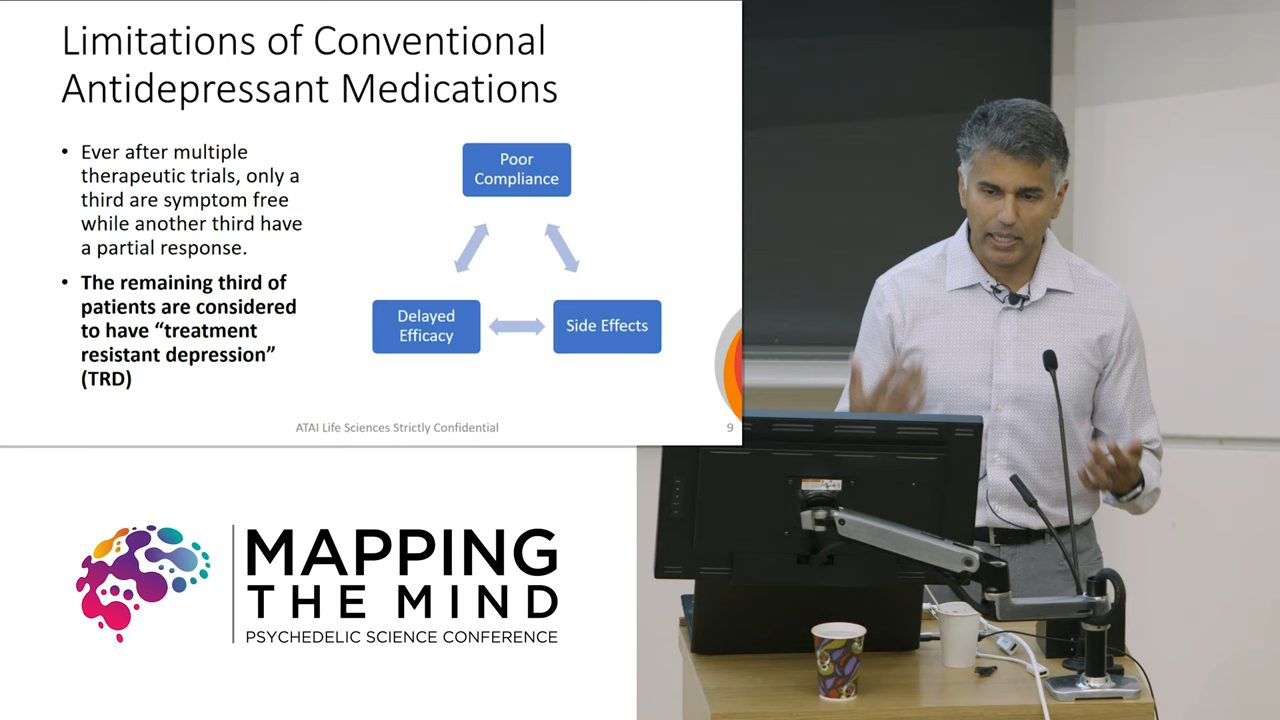 Limitations of Conventional
Antidepressant Medications
• Ever after multiple
therapeutic trials, only a
third are symptom free
while another third have
a partial response.
• The remaining third of
patients are considered
to have “treatment
resistant depression”
(TRD)
Poor
Compliance
Delayed
Efficacy
Side Effects
ATAI Life Sciences Strictly Confidential
9
MAPPING
THE MIND
PSYCHEDELIC SCIENCE CONFERENCE